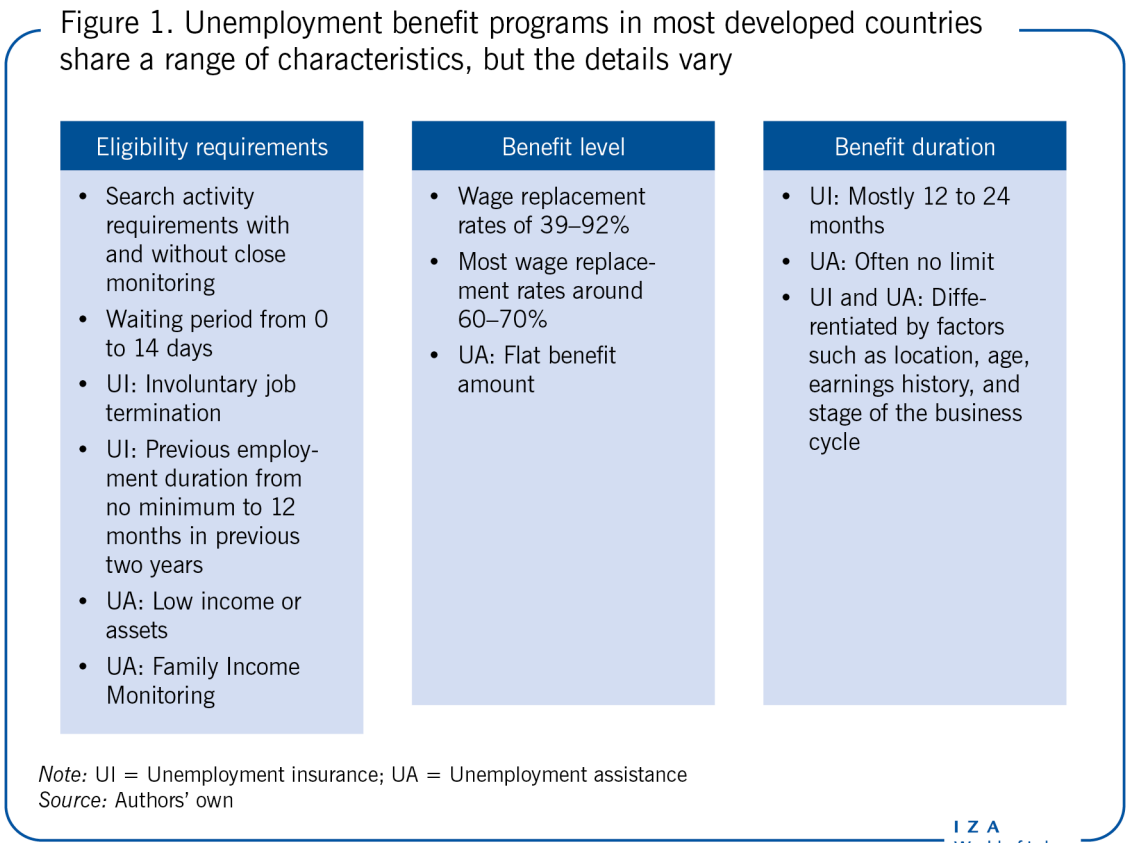 Figure 1. Unemployment benefit programs in most developed countries
share a range of characteristics, but the details vary
Eligibility requirements
• Search activity
requirements with
and without close
monitoring
• Waiting period from 0
to 14 days
• UI: Involuntary job
termination
• UI: Previous employ-
ment duration from
no minimum to 12
months in previous
two years
• UA: Low income or
assets
• UA: Family Income
Monitoring
Benefit level
• Wage replacement
rates of 39–92%
• Most wage replace-
ment rates around
60–70%
• UA: Flat benefit
amount
Benefit duration
• UI: Mostly 12 to 24
months
• UA: Often no limit
• UI and UA: Diffe-
rentiated by factors
such as location, age,
earnings history, and
stage of the business
cycle
Note: UI = Unemployment insurance; UA = Unemployment assistance
Source: Authors’ own
I Z A